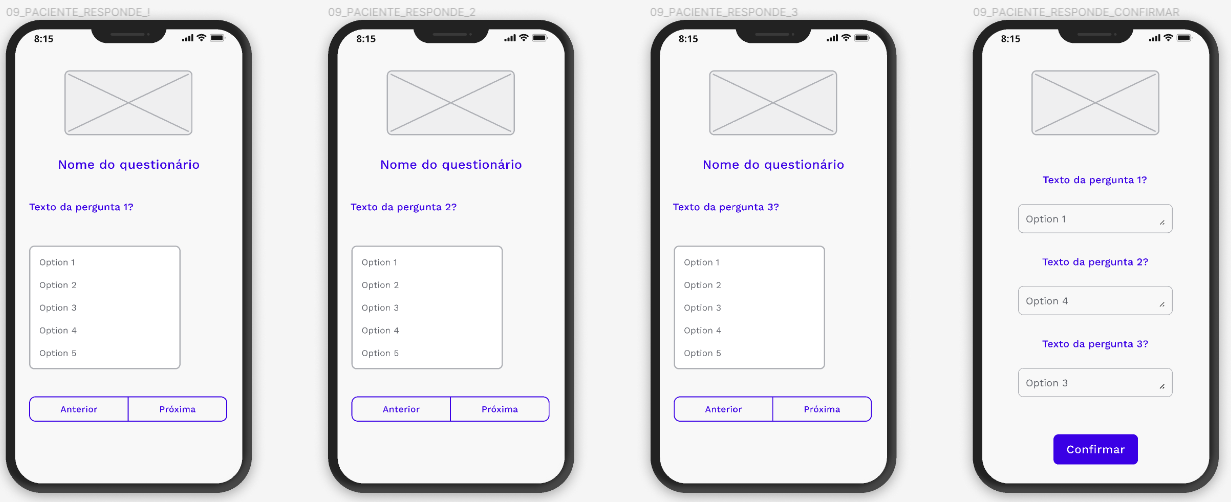 09_PACIENTE_RESPONDE_1
8:15
Nome do questionário
Texto da pergunta 1?
Option 1
Option 2
Option 3
Option 4
Option 5
Anterior
Próxima
09_PACIENTE_RESPONDE_2
8:15
Nome do questionário
Texto da pergunta 2?
Option 1
Option 2
Option 3
Option 4
Option 5
Anterior
Próxima
09_PACIENTE_RESPONDE_3
8:15
Nome do questionário
Texto da pergunta 3?
Option 1
Option 2
Option 3
Option 4
Option 5
Anterior
Próxima
09_PACIENTE_RESPONDE_CONFIRMAR
8:15
Texto da pergunta 1?
Option 1
Texto da pergunta 2?
Option 4
Texto da pergunta 3?
Option 3
Confirmar